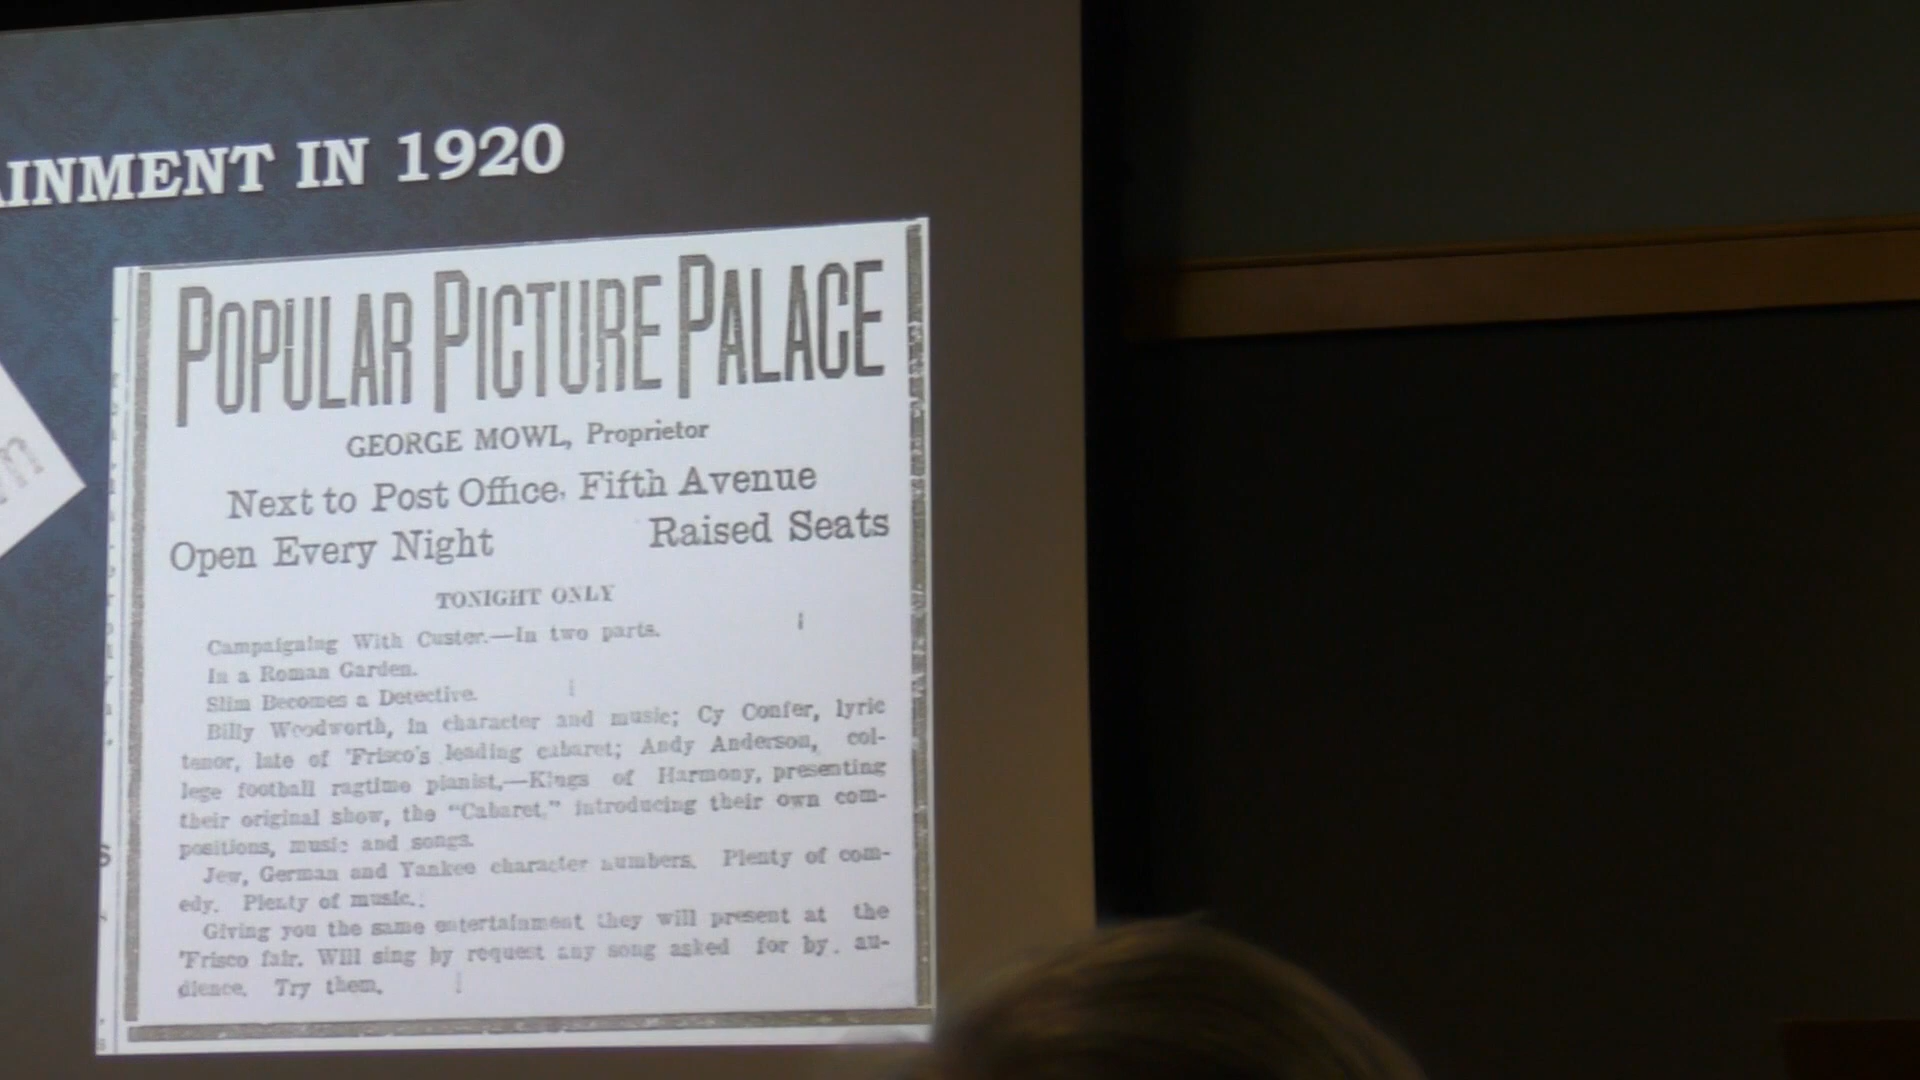 AINMENT IN 1920
POPULAR PICTURE PALACE
GEORGE MOWL, Proprietor
Next to Post Office, Fifth Avenue
Open Every Night Raised Seats
TONIGHT ONLY
Campaigning With Custer.—In two parts.
In a Roman Garden.
Slim Becomes a Detective.
Billy Woodworth, in character and music; Cy Confer, lyric
tenor, late of 'Frisco's leading cabaret; Andy Anderson, col-
lege football ragtime pianist,—Kings of Harmony, presenting
their original show, the "Cabaret," introducing their own com-
positions, music and songs.
Jew, German and Yankee character numbers. Plenty of com-
edy. Plenty of music.
Giving you the same entertainment they will present at the
'Frisco fair. Will sing by request any song asked for by au-
dience. Try them.